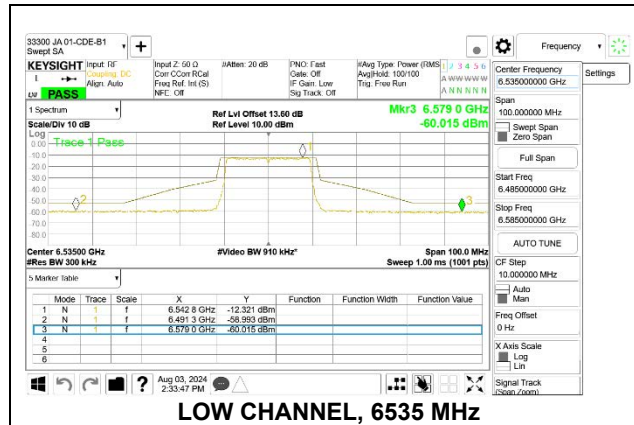 33300 JA 01-CDE-B1
Swept SA
Frequency
KEYSIGHT
Input: RF
Coupling: DC
Align: Auto
Input Z: 50 Ω
Corr CCorr RCal
Freq Ref: Int (S)
NFE: Off
#Atten: 20 dB
PNO: Fast
Gate: Off
IF Gain: Low
Sig Track: Off
#Avg Type: Power (RMS
Avg|Hold: 100/100
Trig: Free Run
1 2 3 4 5 6
A W W W W W
A N N N N N
PASS
Center Frequency
6.535000000 GHz
Settings
Span
100.000000 MHz
Swept Span
Zero Span
Full Span
Start Freq
6.485000000 GHz
Stop Freq
6.585000000 GHz
AUTO TUNE
CF Step
10.000000 MHz
Auto
Man
Freq Offset
0 Hz
X Axis Scale
Log
Lin
Signal Track
(Span Zoom)
1 Spectrum
Scale/Div 10 dB
Ref Lvl Offset 13.60 dB
Ref Level 10.00 dBm
Mkr3 6.579 0 GHz
-60.015 dBm
Log
Trace 1 Pass
0.00
-10.0
-20.0
-30.0
-40.0
-50.0
-60.0
-70.0
-80.0
1
2
3
Center 6.53500 GHz
#Res BW 300 kHz
#Video BW 910 kHz*
Span 100.0 MHz
Sweep 1.00 ms (1001 pts)
5 Marker Table
Mode Trace Scale X Y Function Function Width Function Value
1 N 1 f 6.542 8 GHz -12.321 dBm
2 N 1 f 6.491 3 GHz -58.993 dBm
3 N 1 f 6.579 0 GHz -60.015 dBm
4
5
6
Aug 03, 2024
2:33:47 PM
LOW CHANNEL, 6535 MHz